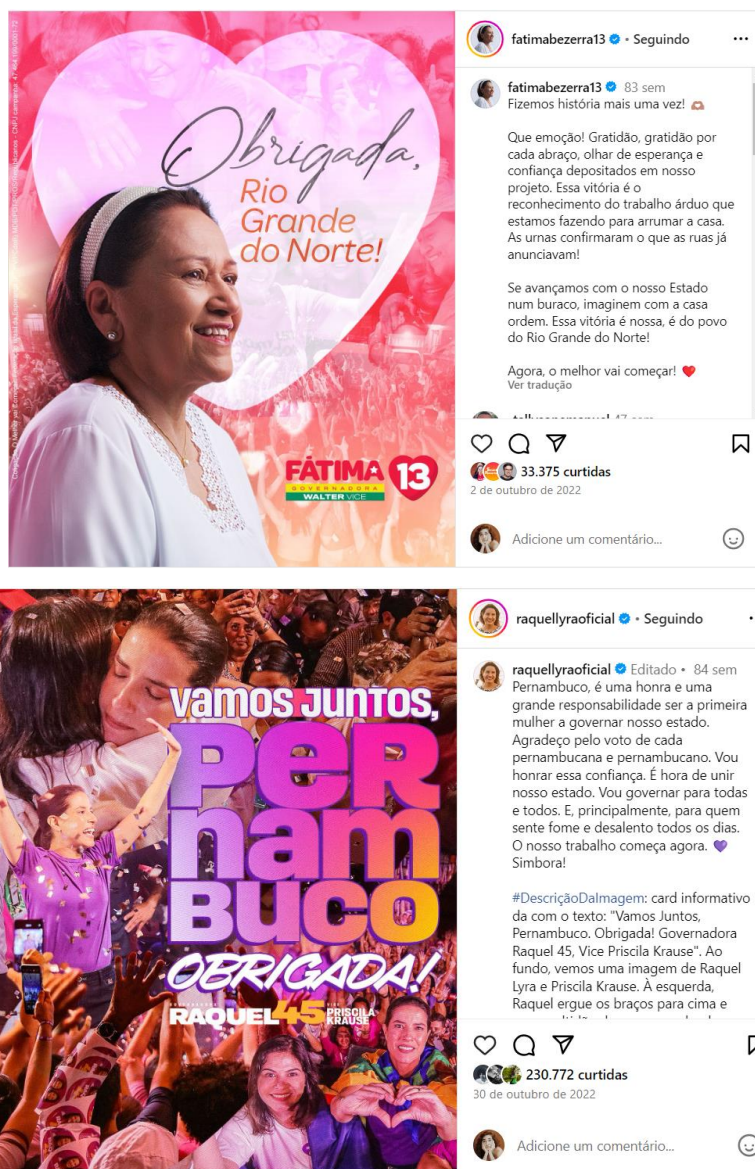 fatimabezerra13 • Seguindo
fatimabezerra13 83 sem
Fizemos história mais uma vez! 🫶🏽
Que emoção! Gratidão, gratidão por
cada abraço, olhar de esperança e
confiança depositados em nosso
projeto. Essa vitória é o
reconhecimento do trabalho árduo que
estamos fazendo para arrumar a casa.
As urnas confirmaram o que as ruas já
anunciavam!
Se avançamos com o nosso Estado
num buraco, imaginem com a casa
ordem. Essa vitória é nossa, é do povo
do Rio Grande do Norte!
Agora, o melhor vai começar! ❤️
Ver tradução
33.375 curtidas
2 de outubro de 2022
Adicione um comentário...
Obrigada,
Rio
Grande
do Norte!
FÁTIMA 13
GOVERNADORA
WALTER VICE
raquellyraoficial • Seguindo
raquellyraoficial Editado • 84 sem
Pernambuco, é uma honra e uma
grande responsabilidade ser a primeira
mulher a governar nosso estado.
Agradeço pelo voto de cada
pernambucana e pernambucano. Vou
honrar essa confiança. É hora de unir
nosso estado. Vou governar para todas
e todos. E, principalmente, para quem
sente fome e desalento todos os dias.
O nosso trabalho começa agora. 💜
Simbora!
#DescriçãoDaImagem: card informativo
da com o texto: "Vamos Juntos,
Pernambuco. Obrigada! Governadora
Raquel 45, Vice Priscila Krause". Ao
fundo, vemos uma imagem de Raquel
Lyra e Priscila Krause. À esquerda,
Raquel ergue os braços para cima e
230.772 curtidas
30 de outubro de 2022
Adicione um comentário...
Vamos Juntos,
Per
nam
Buco
OBRIGADA!
RAQUEL 45 PRISCILA
KRAUSE